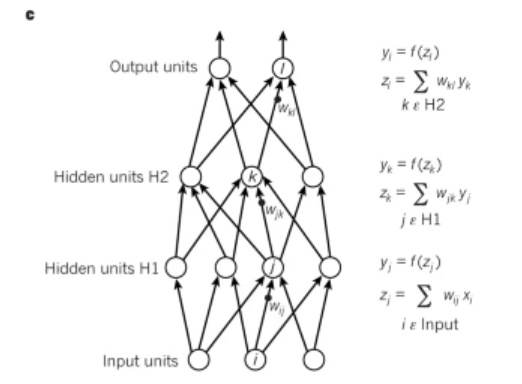 c
Output units
l
y_l = f(z_l)
z_l = ∑ w_kl y_k
k ε H2
w_kl
Hidden units H2
k
y_k = f(z_k)
z_k = ∑ w_jk y_j
j ε H1
w_jk
Hidden units H1
j
y_j = f(z_j)
z_j = ∑ w_ij x_i
i ε Input
w_ij
Input units
i